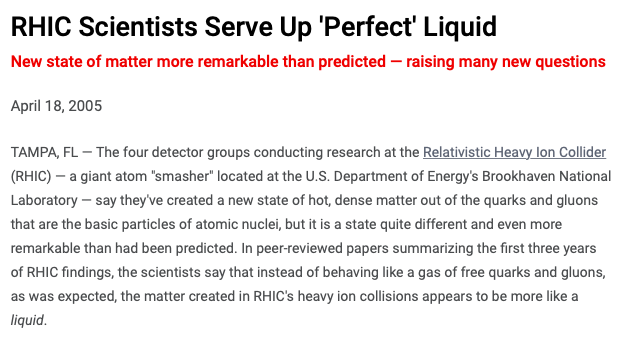 RHIC Scientists Serve Up 'Perfect' Liquid
New state of matter more remarkable than predicted — raising many new questions
April 18, 2005
TAMPA, FL — The four detector groups conducting research at the Relativistic Heavy Ion Collider
(RHIC) — a giant atom "smasher" located at the U.S. Department of Energy's Brookhaven National
Laboratory — say they've created a new state of hot, dense matter out of the quarks and gluons
that are the basic particles of atomic nuclei, but it is a state quite different and even more
remarkable than had been predicted. In peer-reviewed papers summarizing the first three years
of RHIC findings, the scientists say that instead of behaving like a gas of free quarks and gluons,
as was expected, the matter created in RHIC's heavy ion collisions appears to be more like a
liquid.